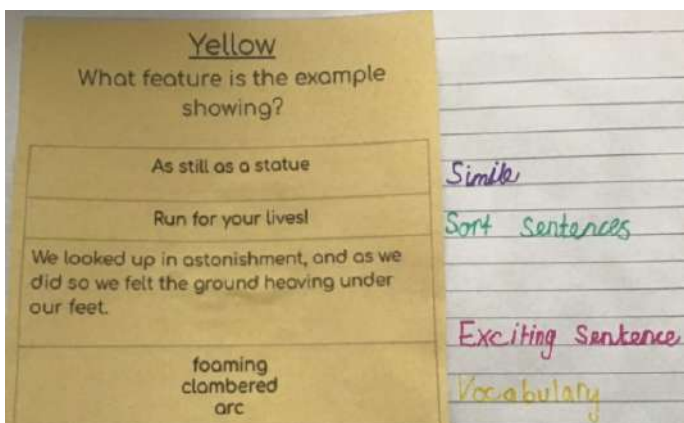 Yellow
What feature is the example
showing?
As still as a statue
Simile
Run for your lives!
Sort sentences
We looked up in astonishment, and as we
did so we felt the ground heaving under
our feet.
Exciting Sentence
foaming
clambered
arc
Vocabulary